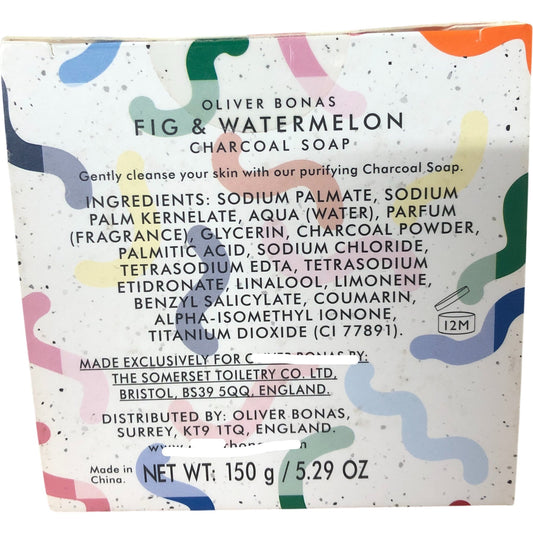 OLIVER BONAS
FIG & WATERMELON
CHARCOAL SOAP
Gently cleanse your skin with our purifying Charcoal Soap.
INGREDIENTS: SODIUM PALMATE, SODIUM
PALM KERNELATE, AQUA (WATER), PARFUM
(FRAGRANCE), GLYCERIN, CHARCOAL POWDER,
PALMITIC ACID, SODIUM CHLORIDE,
TETRASODIUM EDTA, TETRASODIUM
ETIDRONATE, LINALOOL, LIMONENE,
BENZYL SALICYLATE, COUMARIN,
ALPHA-ISOMETHYL IONONE,
TITANIUM DIOXIDE (CI 77891).
12M
MADE EXCLUSIVELY FOR BONAS BY:
THE SOMERSET TOILETRY CO. LTD,
BRISTOL, BS39 5QQ, ENGLAND.
DISTRIBUTED BY: OLIVER BONAS,
SURREY, KT9 1TQ, ENGLAND.
Made in
China.
NET WT: 150 g / 5.29 OZ